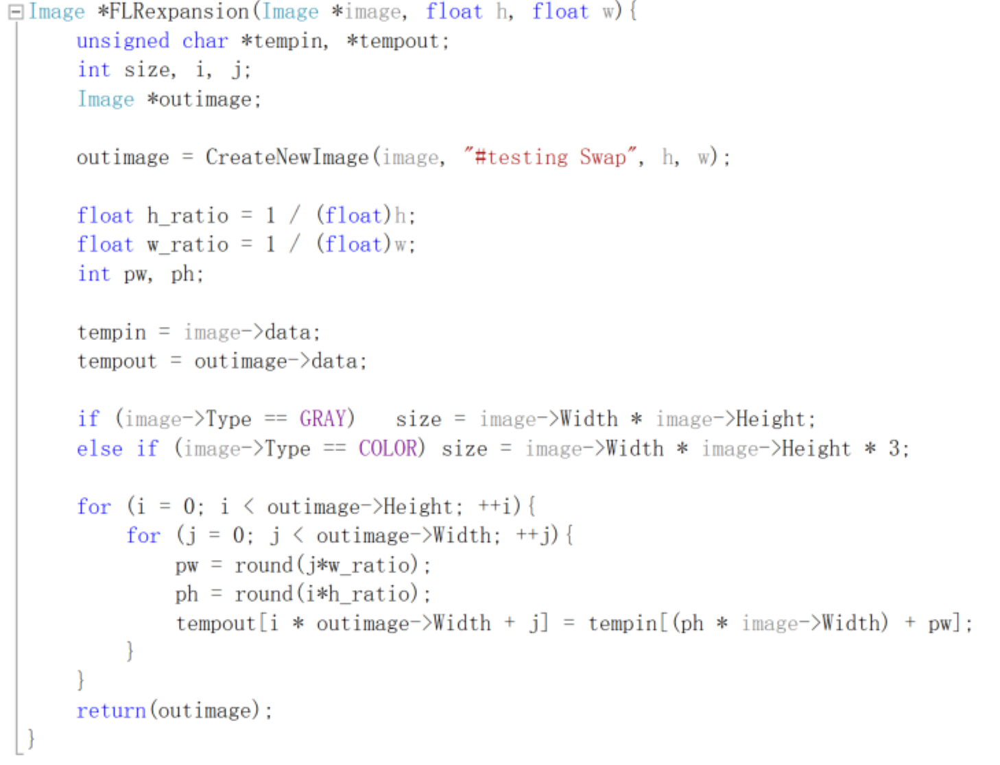 Image *FLRexpansion(Image *image, float h, float w){
unsigned char *tempin, *tempout;
int size, i, j;
Image *outimage;
outimage = CreateNewImage(image, "#testing Swap", h, w);
float h_ratio = 1 / (float)h;
float w_ratio = 1 / (float)w;
int pw, ph;
tempin = image->data;
tempout = outimage->data;
if (image->Type == GRAY)   size = image->Width * image->Height;
else if (image->Type == COLOR) size = image->Width * image->Height * 3;
for (i = 0; i < outimage->Height; ++i){
for (j = 0; j < outimage->Width; ++j){
pw = round(j*w_ratio);
ph = round(i*h_ratio);
tempout[i * outimage->Width + j] = tempin[(ph * image->Width) + pw];
}
}
return(outimage);
}